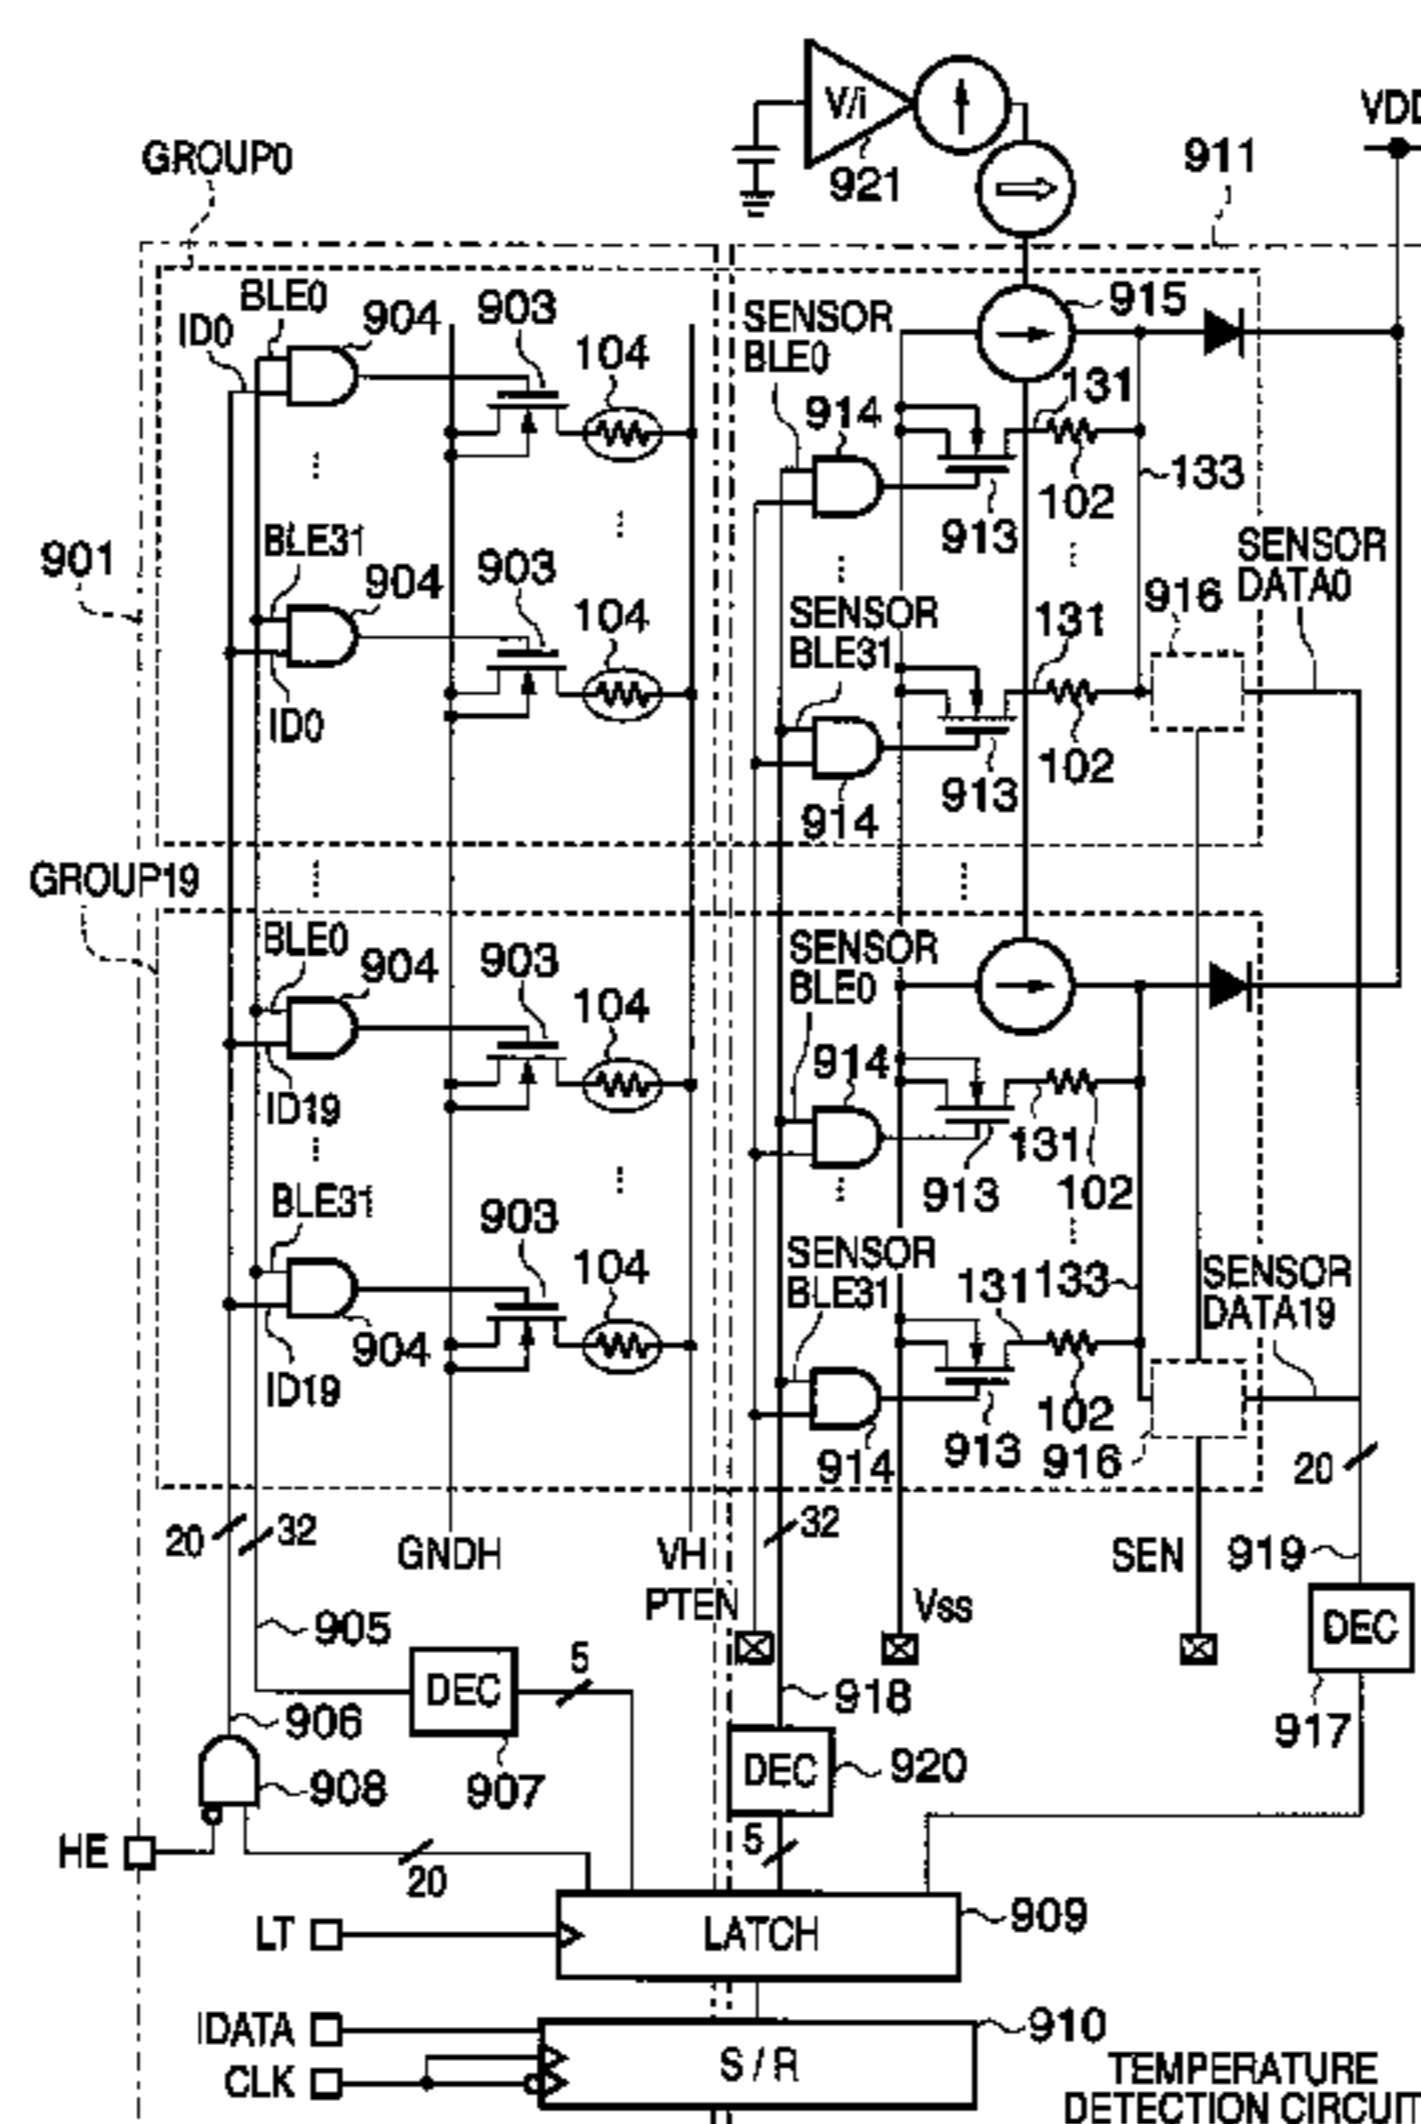 V/i
921
VDD
GROUP0
911
BLE0
904
903
SENSOR
BLE0
915
ID0
104
131
914
133
102
913
BLE31
904
903
901
SENSOR
DATA0
916
104
SENSOR
BLE31
131
ID0
102
913
914
GROUP19
BLE0
904
903
SENSOR
BLE0
104
914
ID19
131
102
913
BLE31
903
104
SENSOR
BLE31
131
133
SENSOR
DATA19
904
ID19
102
913
914
916
20
20
32
GNDH
VH
32
SEN
919
PTEN
Vss
905
DEC
5
DEC
918
906
917
907
DEC
920
908
HE
20
5
LT
LATCH
909
IDATA
910
CLK
S / R
TEMPERATURE
DETECTION CIRCUIT